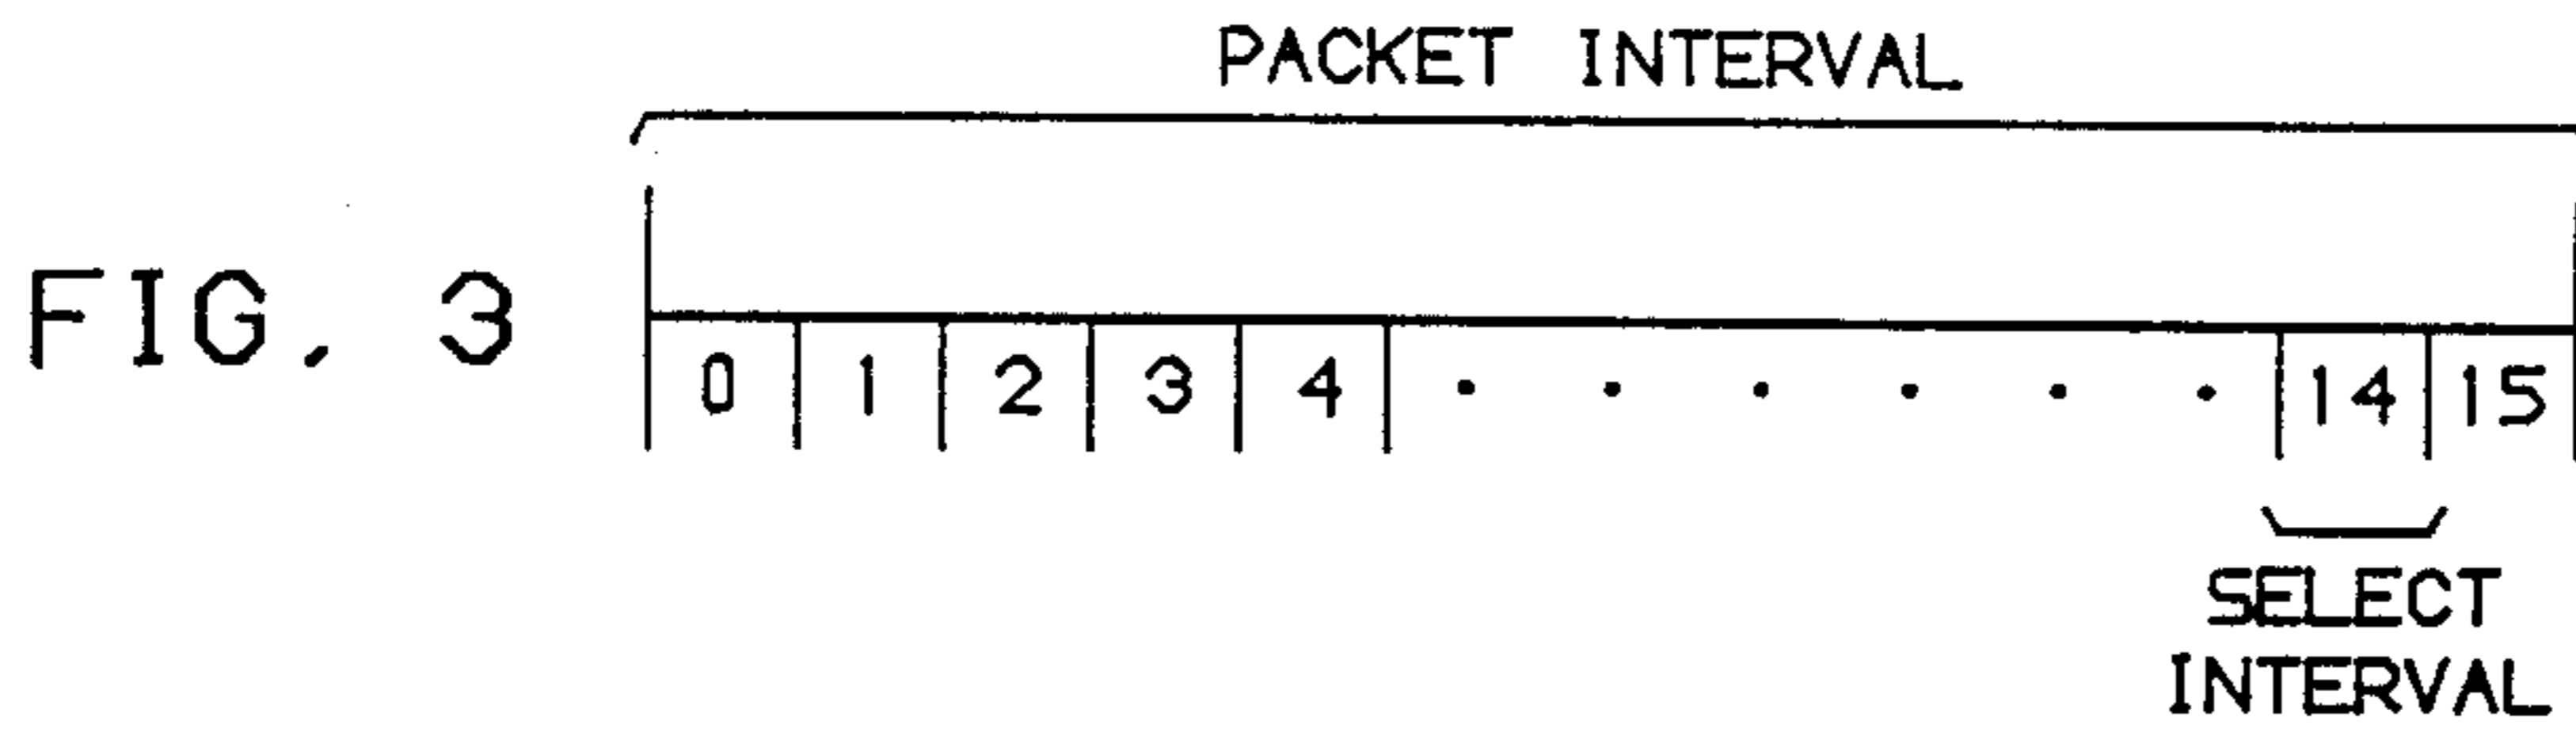 PACKET INTERVAL
FIG. 3
0 1 2 3 4 . . . . . . 14 15
SELECT
INTERVAL